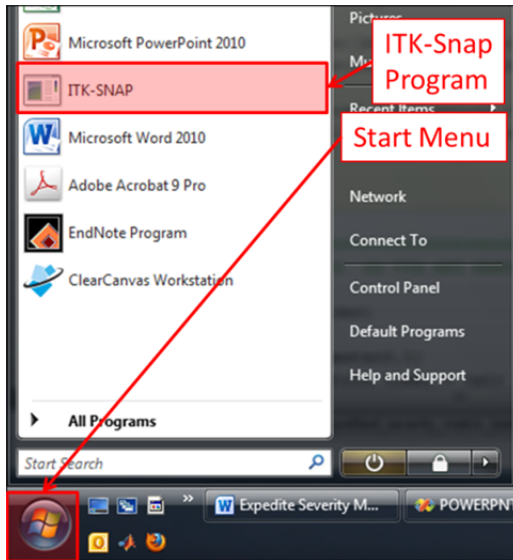 Microsoft PowerPoint 2010
ITK-SNAP
Microsoft Word 2010
Adobe Acrobat 9 Pro
EndNote Program
ClearCanvas Workstation
All Programs
Start Search
Pictures
ITK-Snap
Program
Recent Items
Start Menu
Network
Connect To
Control Panel
Default Programs
Help and Support
Expedite Severity M...
POWERPNT